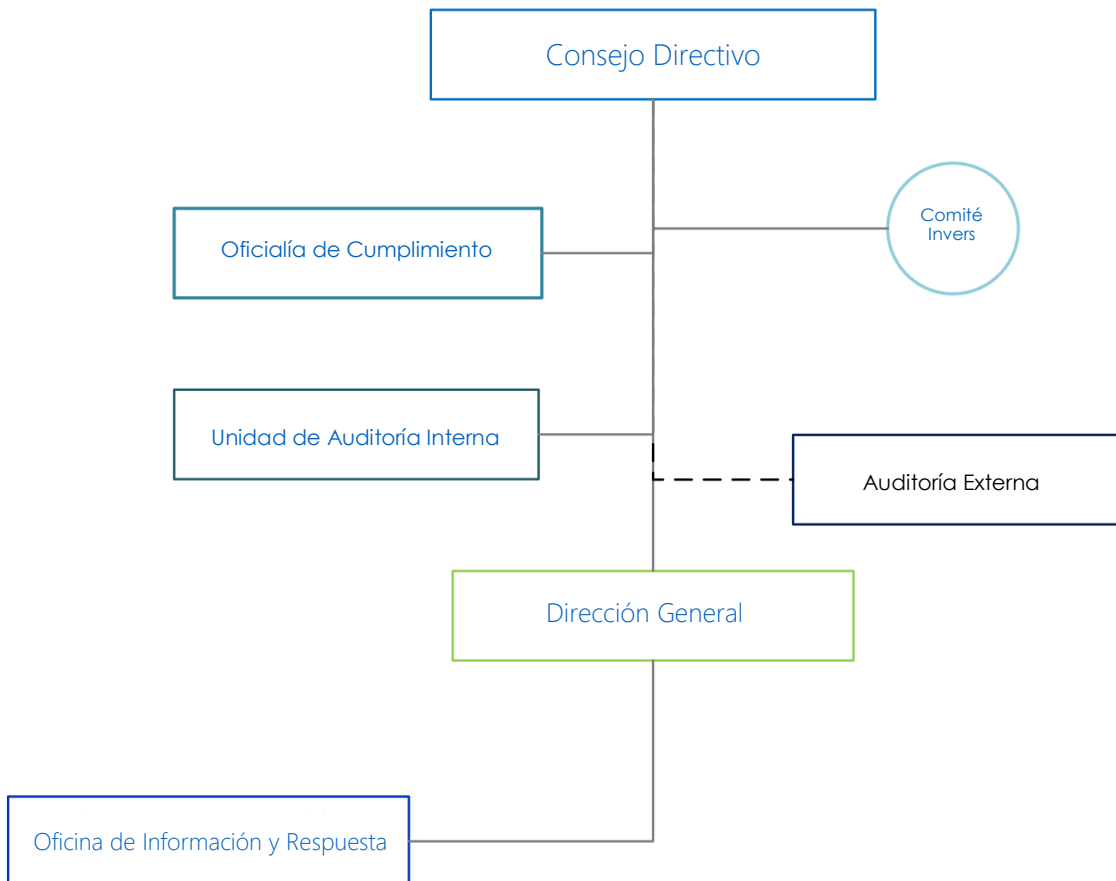 Consejo Directivo
Comité
Invers
Oficialía de Cumplimiento
Unidad de Auditoría Interna
Auditoría Externa
Dirección General
Oficina de Información y Respuesta